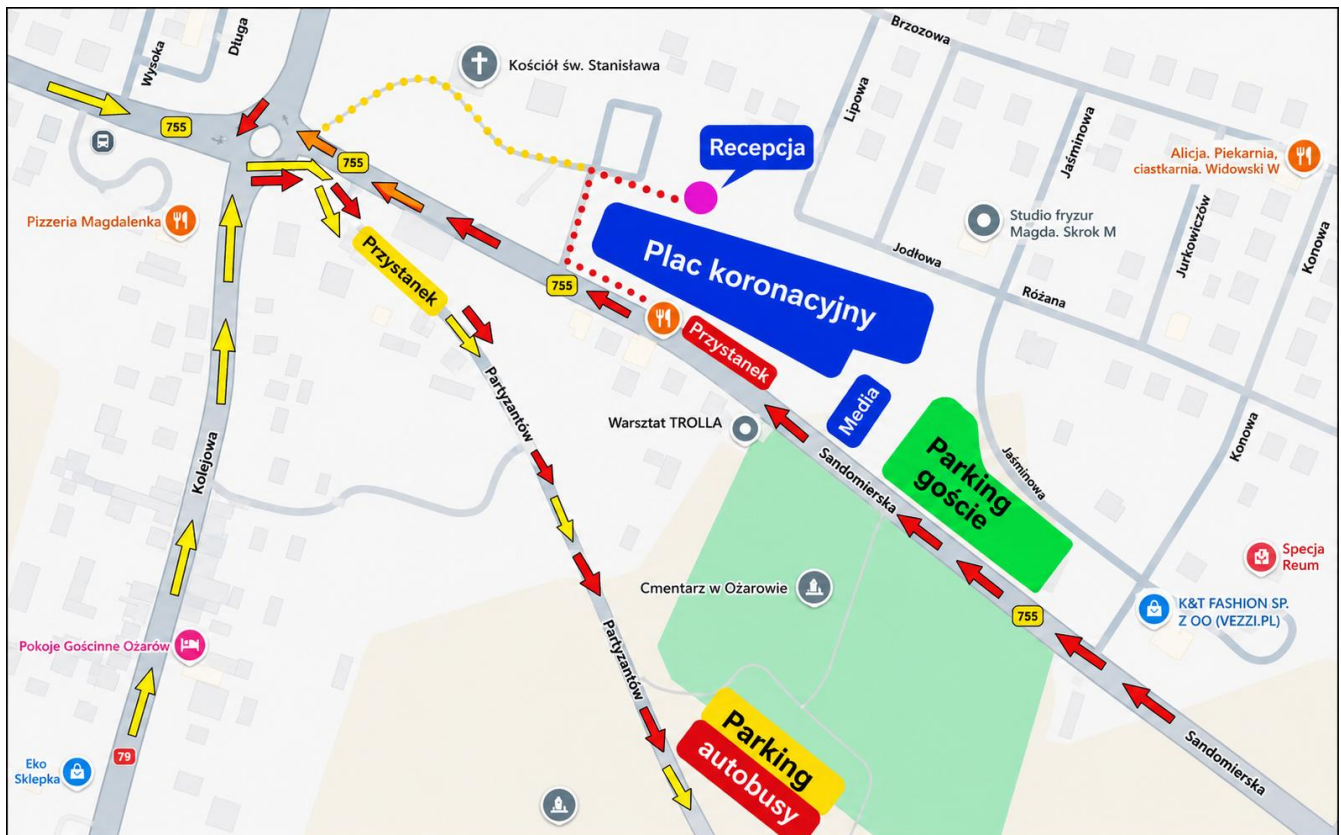 Brzozowa
Długa
Wysoka
Kościół św. Stanisława
Lipowa
Jaśminowa
Recepcja
Alicja. Piekarnia,
ciastkarnia. Widowski W
755
755
Pizzeria Magdalenka
Studio fryzur
Magda. Skrok M
Jurkowiczów
Konowa
Plac koronacyjny
Jodłowa
Przystanek
755
Różana
Przystanek
Partyzantów
Media
Warsztat TROLLA
Konowa
Kolejowa
Sandomierska
Parking
goście
Jaśminowa
Specja
Reum
Cmentarz w Ożarowie
755
K&T FASHION SP.
Z OO (VEZZI.PL)
Pokoje Gościnne Ożarów
Partyzantów
79
Eko
Sklepka
Parking
autobusy
Sandomierska